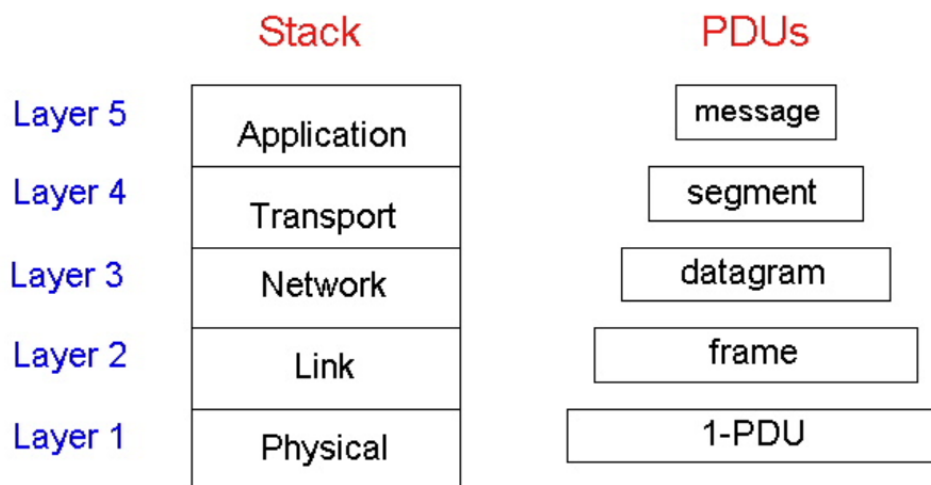 Stack PDUs
Layer 5 Application message
Layer 4 Transport segment
Layer 3 Network datagram
Layer 2 Link frame
Layer 1 Physical 1-PDU